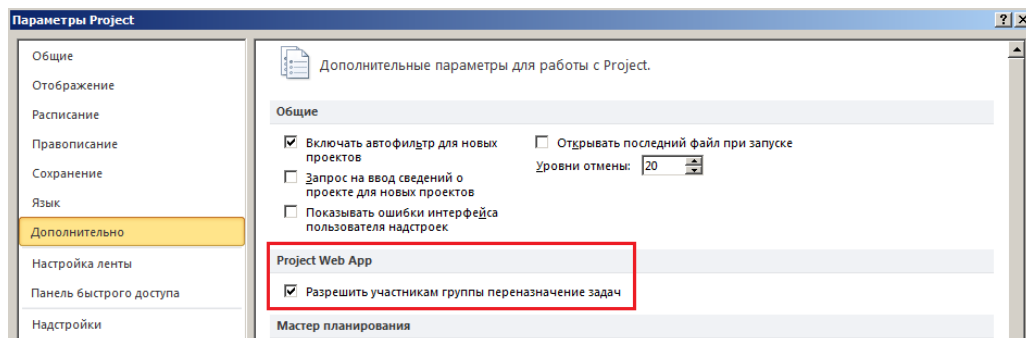 Параметры Project
Общие
Отображение
Расписание
Правописание
Сохранение
Язык
Дополнительно
Настройка ленты
Панель быстрого доступа
Надстройки
Дополнительные параметры для работы с Project.
Общие
Включать автофильтр для новых
проектов
Запрос на ввод сведений о
проекте для новых проектов
Показывать ошибки интерфейса
пользователя надстроек
Открывать последний файл при запуске
Уровни отмены: 20
Project Web App
Разрешить участникам группы переназначение задач
Мастер планирования